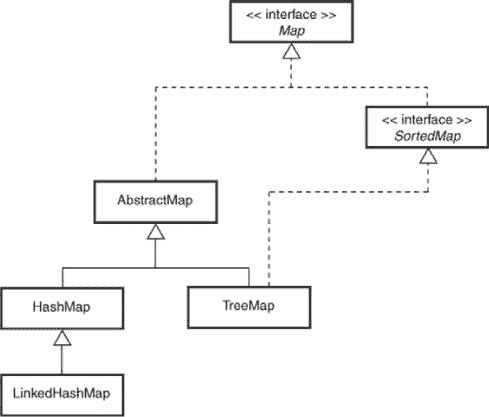 << interface >>
Map
<< interface >>
SortedMap
AbstractMap
HashMap
TreeMap
LinkedHashMap